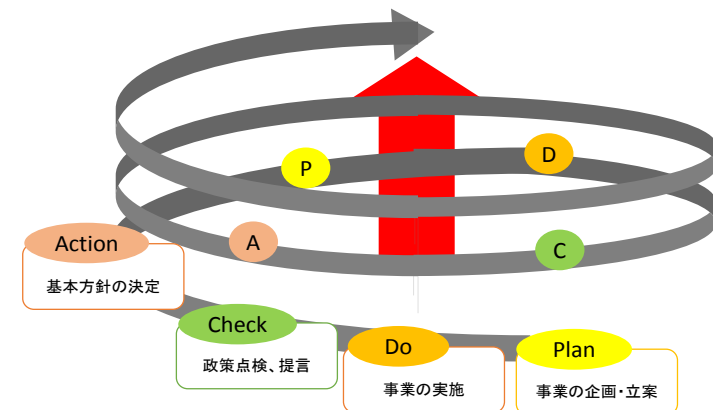 P
D
A
C
Action
基本方針の決定
Check
政策点検、提言
Do
事業の実施
Plan
事業の企画・立案